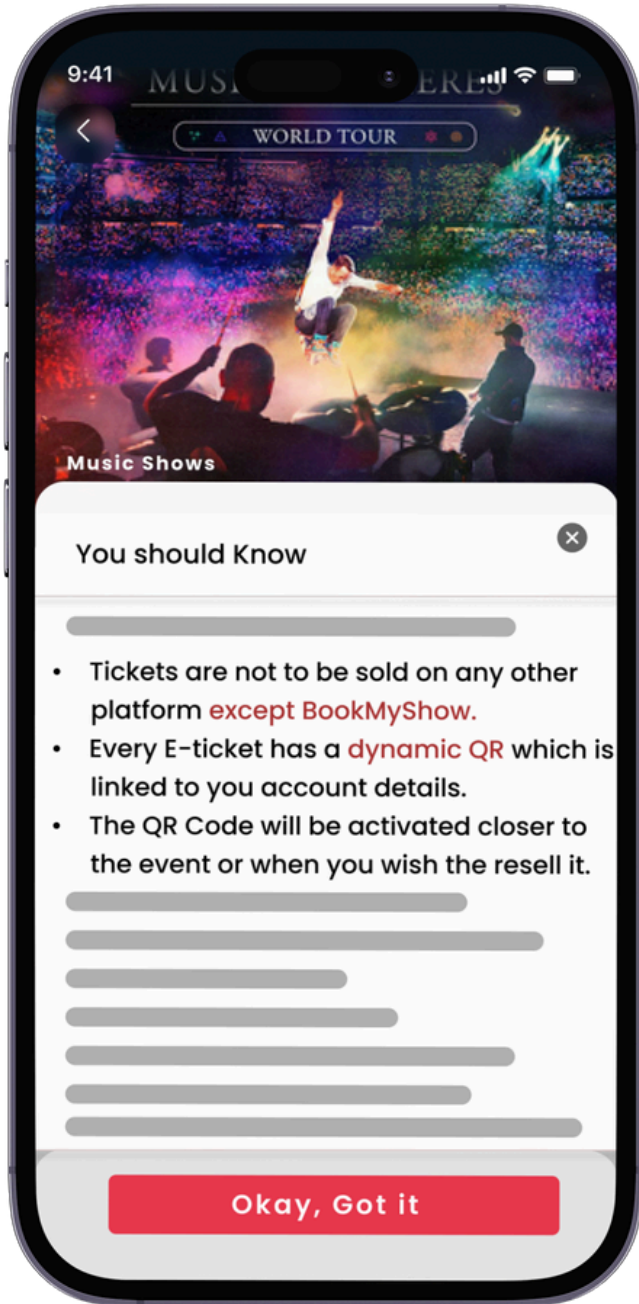 9:41
MUSI ERES
WORLD TOUR
Music Shows
You should Know
• Tickets are not to be sold on any other
platform except BookMyShow.
• Every E-ticket has a dynamic QR which is
linked to you account details.
• The QR Code will be activated closer to
the event or when you wish the resell it.
Okay, Got it